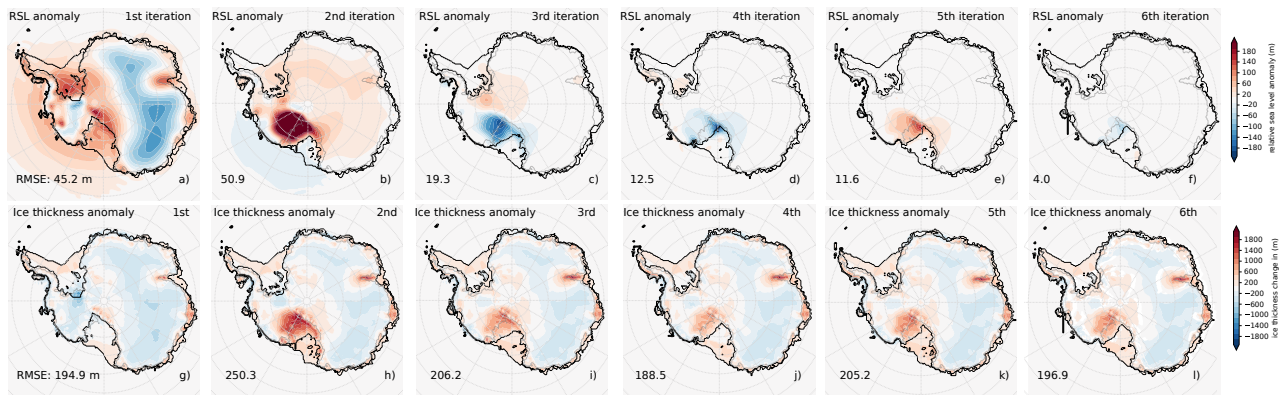 RSL anomaly 1st iteration
RSL anomaly 2nd iteration
RSL anomaly 3rd iteration
RSL anomaly 4th iteration
RSL anomaly 5th iteration
RSL anomaly 6th iteration
RMSE: 45.2 m a)
50.9 b)
19.3 c)
12.5 d)
11.6 e)
4.0 f)
180
140
100
60
20
−20
−60
−100
−140
−180
relative sea level anomaly (m)
Ice thickness anomaly 1st
Ice thickness anomaly 2nd
Ice thickness anomaly 3rd
Ice thickness anomaly 4th
Ice thickness anomaly 5th
Ice thickness anomaly 6th
RMSE: 194.9 m g)
250.3 h)
206.2 i)
188.5 j)
205.2 k)
196.9 l)
1800
1400
1000
600
200
−200
−600
−1000
−1400
−1800
ice thickness change in (m)